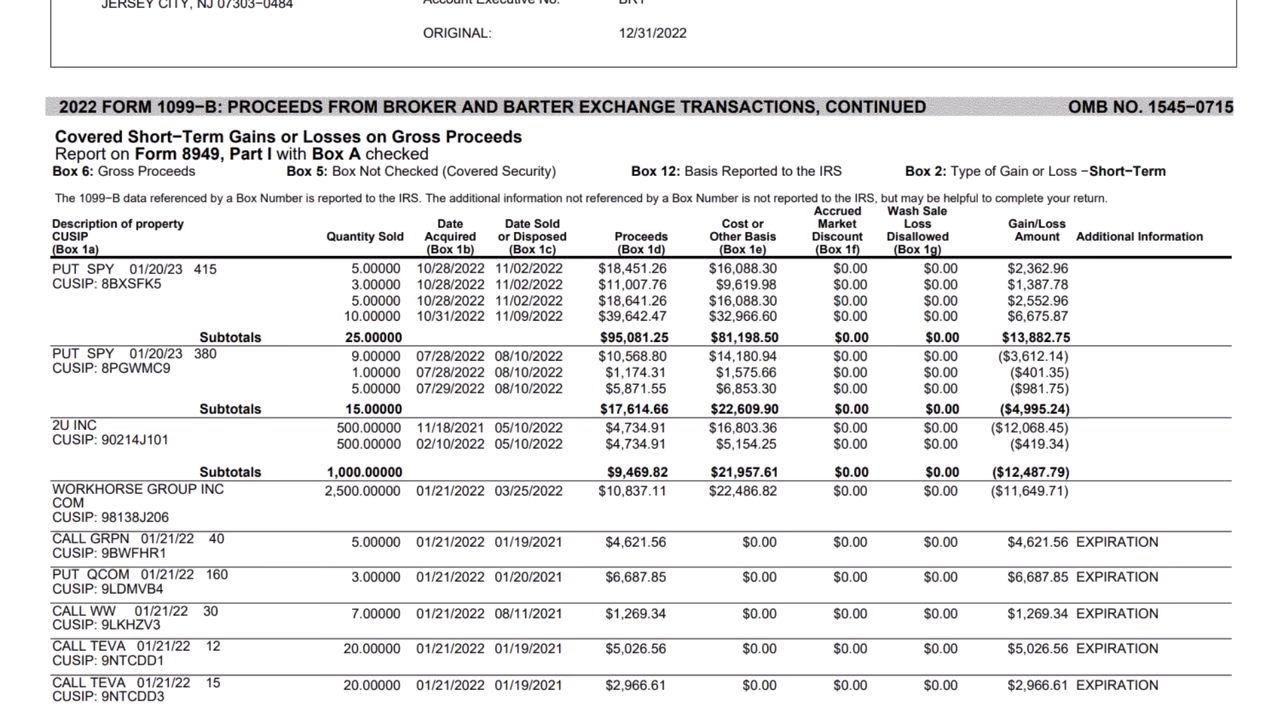 JERSEY CITY, NJ 07303-0484
Account Executive No: BR1
ORIGINAL: 12/31/2022
2022 FORM 1099-B: PROCEEDS FROM BROKER AND BARTER EXCHANGE TRANSACTIONS, CONTINUED OMB NO. 1545-0715
Covered Short-Term Gains or Losses on Gross Proceeds
Report on Form 8949, Part I with Box A checked
Box 6: Gross Proceeds Box 5: Box Not Checked (Covered Security) Box 12: Basis Reported to the IRS Box 2: Type of Gain or Loss -Short-Term
The 1099-B data referenced by a Box Number is reported to the IRS. The additional information not referenced by a Box Number is not reported to the IRS, but may be helpful to complete your return.
Description of property CUSIP (Box 1a) Quantity Sold Date Acquired (Box 1b) Date Sold or Disposed (Box 1c) Proceeds (Box 1d) Cost or Other Basis (Box 1e) Accrued Market Discount (Box 1f) Wash Sale Loss Disallowed (Box 1g) Gain/Loss Amount Additional Information
PUT SPY 01/20/23 415 5.00000 10/28/2022 11/02/2022 $18,451.26 $16,088.30 $0.00 $0.00 $2,362.96
CUSIP: 8BXSFK5 3.00000 10/28/2022 11/02/2022 $11,007.76 $9,619.98 $0.00 $0.00 $1,387.78
5.00000 10/28/2022 11/02/2022 $18,641.26 $16,088.30 $0.00 $0.00 $2,552.96
10.00000 10/31/2022 11/09/2022 $39,642.47 $32,966.60 $0.00 $0.00 $6,675.87
Subtotals 25.00000 $95,081.25 $81,198.50 $0.00 $0.00 $13,882.75
PUT SPY 01/20/23 380 9.00000 07/28/2022 08/10/2022 $10,568.80 $14,180.94 $0.00 $0.00 ($3,612.14)
CUSIP: 8PGWMC9 1.00000 07/28/2022 08/10/2022 $1,174.31 $1,575.66 $0.00 $0.00 ($401.35)
5.00000 07/29/2022 08/10/2022 $5,871.55 $6,853.30 $0.00 $0.00 ($981.75)
Subtotals 15.00000 $17,614.66 $22,609.90 $0.00 $0.00 ($4,995.24)
2U INC 500.00000 11/18/2021 05/10/2022 $4,734.91 $16,803.36 $0.00 $0.00 ($12,068.45)
CUSIP: 90214J101 500.00000 02/10/2022 05/10/2022 $4,734.91 $5,154.25 $0.00 $0.00 ($419.34)
Subtotals 1,000.00000 $9,469.82 $21,957.61 $0.00 $0.00 ($12,487.79)
WORKHORSE GROUP INC 2,500.00000 01/21/2022 03/25/2022 $10,837.11 $22,486.82 $0.00 $0.00 ($11,649.71)
COM
CUSIP: 98138J206
CALL GRPN 01/21/22 40 5.00000 01/21/2022 01/19/2021 $4,621.56 $0.00 $0.00 $0.00 $4,621.56 EXPIRATION
CUSIP: 9BWFHR1
PUT QCOM 01/21/22 160 3.00000 01/21/2022 01/20/2021 $6,687.85 $0.00 $0.00 $0.00 $6,687.85 EXPIRATION
CUSIP: 9LDMVB4
CALL WW 01/21/22 30 7.00000 01/21/2022 08/11/2021 $1,269.34 $0.00 $0.00 $0.00 $1,269.34 EXPIRATION
CUSIP: 9LKHZV3
CALL TEVA 01/21/22 12 20.00000 01/21/2022 01/19/2021 $5,026.56 $0.00 $0.00 $0.00 $5,026.56 EXPIRATION
CUSIP: 9NTCDD1
CALL TEVA 01/21/22 15 20.00000 01/21/2022 01/19/2021 $2,966.61 $0.00 $0.00 $0.00 $2,966.61 EXPIRATION
CUSIP: 9NTCDD3